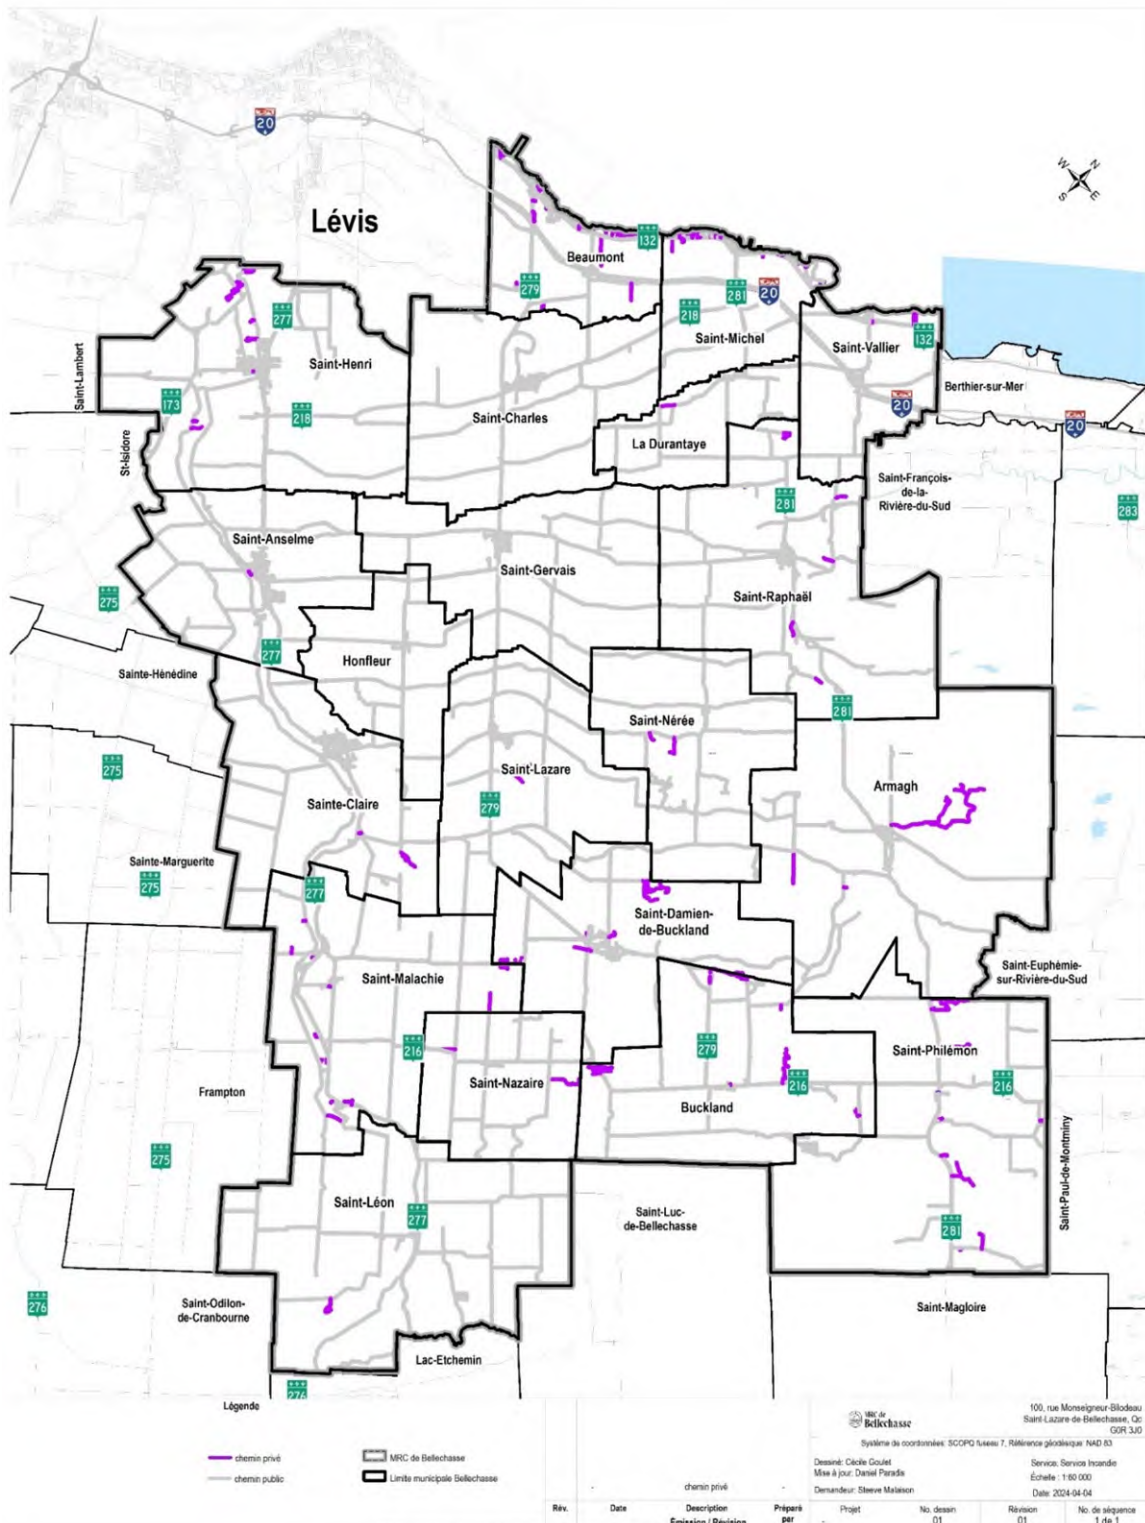 20
Lévis
W
N
S
E
132
Beaumont
279
281
20
277
218
Saint-Michel
Saint-Vallier
132
Saint-Henri
Saint-Lambert
Berthier-sur-Mer
173
218
Saint-Charles
20
20
La Durantaye
St-Isidore
Saint-François-
de-la-
Rivière-du-Sud
281
283
Saint-Anselme
Saint-Gervais
275
Saint-Raphaël
277
Honfleur
Sainte-Hénédine
281
Saint-Nérée
275
Saint-Lazare
Armagh
Sainte-Claire
279
Sainte-Marguerite
275
277
Saint-Damien-
de-Buckland
Saint-Malachie
Saint-Euphémie-
sur-Rivière-du-Sud
216
279
Saint-Philémon
Saint-Nazaire
216
216
Frampton
Buckland
275
Saint-Paul-de-Montminy
Saint-Léon
277
Saint-Luc-
de-Bellechasse
281
276
Saint-Odilon-
de-Cranbourne
Saint-Magloire
Lac-Etchemin
276
Légende
chemin privé
MRC de Bellechasse
chemin public
Limite municipale Bellechasse
MRC de
Bellechasse
100, rue Monseigneur-Bilodeau
Saint-Lazare-de-Bellechasse, Qc
G0R 3J0
Système de coordonnées: SCOPQ fuseau 7, Référence géodésique NAD 83
Dessiné: Cécile Goulet
Service: Service Incendie
Mise à jour: Daniel Paradis
Échelle : 1:60 000
Demandeur: Steeve Malaison
Date: 2024-04-04
- chemin privé -
Rév. Date Description Préparé
Émission / Révision par
Projet No. dessin Révision No. de séquence
- 01 01 1 de 1